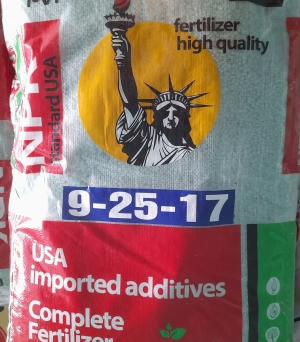 fertilizer
high quality
NPK
standard USA
9-25-17
USA
imported additives
Complete
Fertilizer